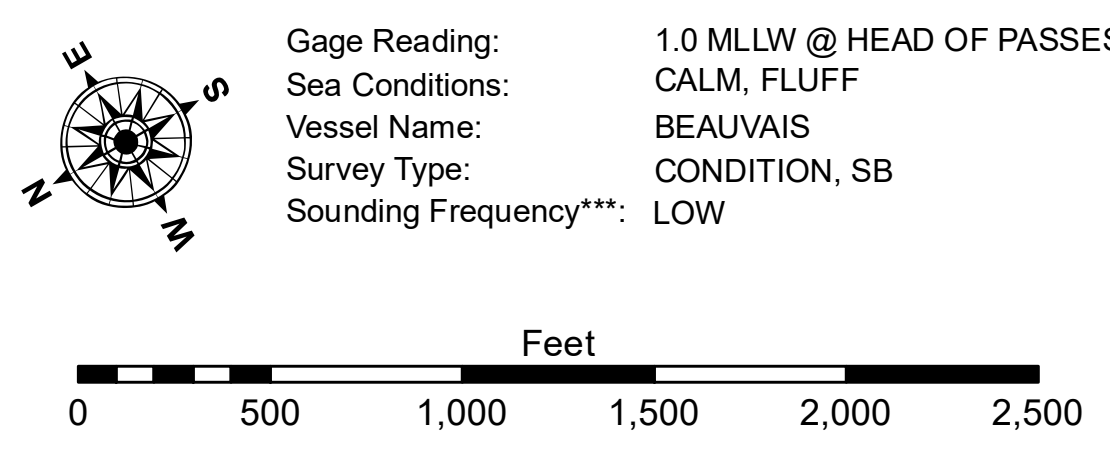 E
S
N
W
Gage Reading: 1.0 MLLW @ HEAD OF PASSES
Sea Conditions: CALM, FLUFF
Vessel Name: BEAUVAIS
Survey Type: CONDITION, SB
Sounding Frequency***: LOW
Feet
0 500 1,000 1,500 2,000 2,500